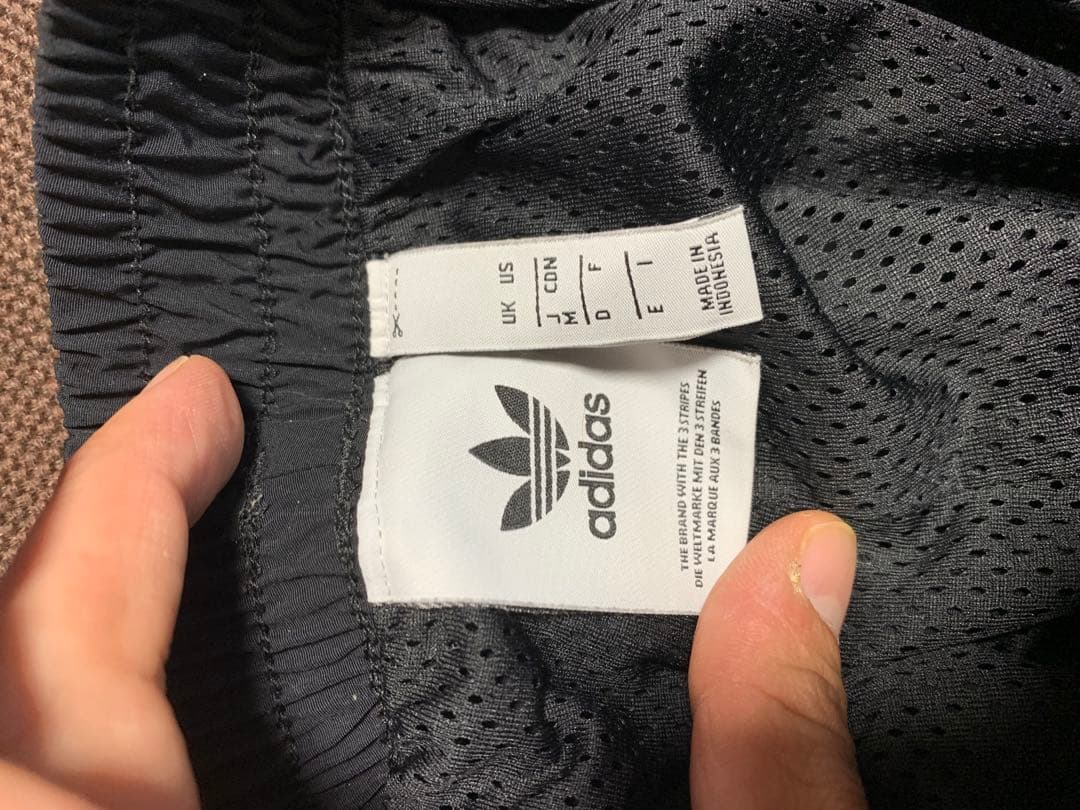 UK US
J CDN
M
D F
E I
MADE IN
INDONESIA
adidas
THE BRAND WITH THE 3 STRIPES
DIE WELTMARKE MIT DEN 3 STREIFEN
LA MARQUE AUX 3 BANDES